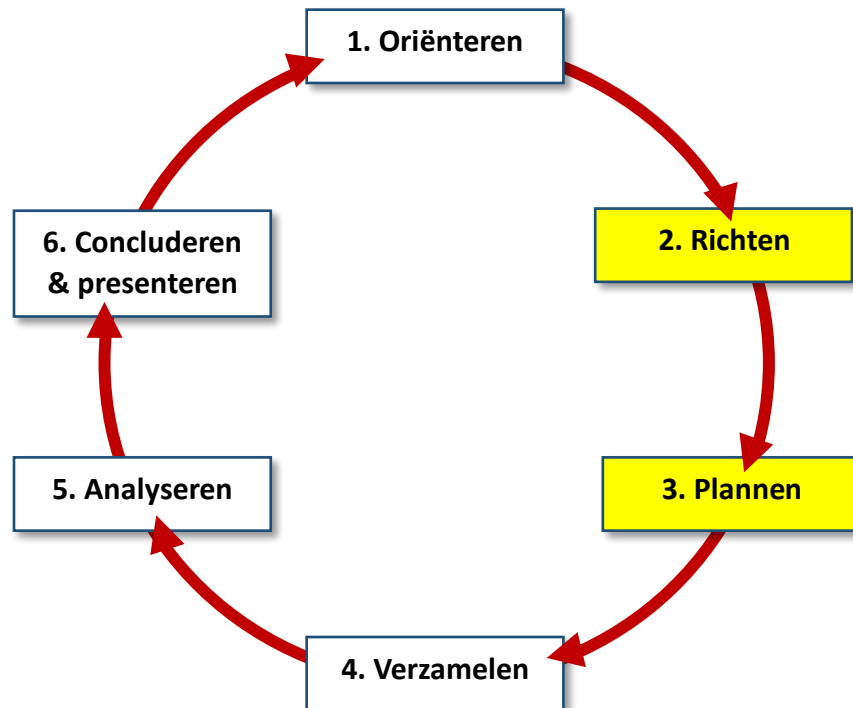 1. Oriënteren
2. Richten
3. Plannen
4. Verzamelen
5. Analyseren
6. Concluderen
& presenteren